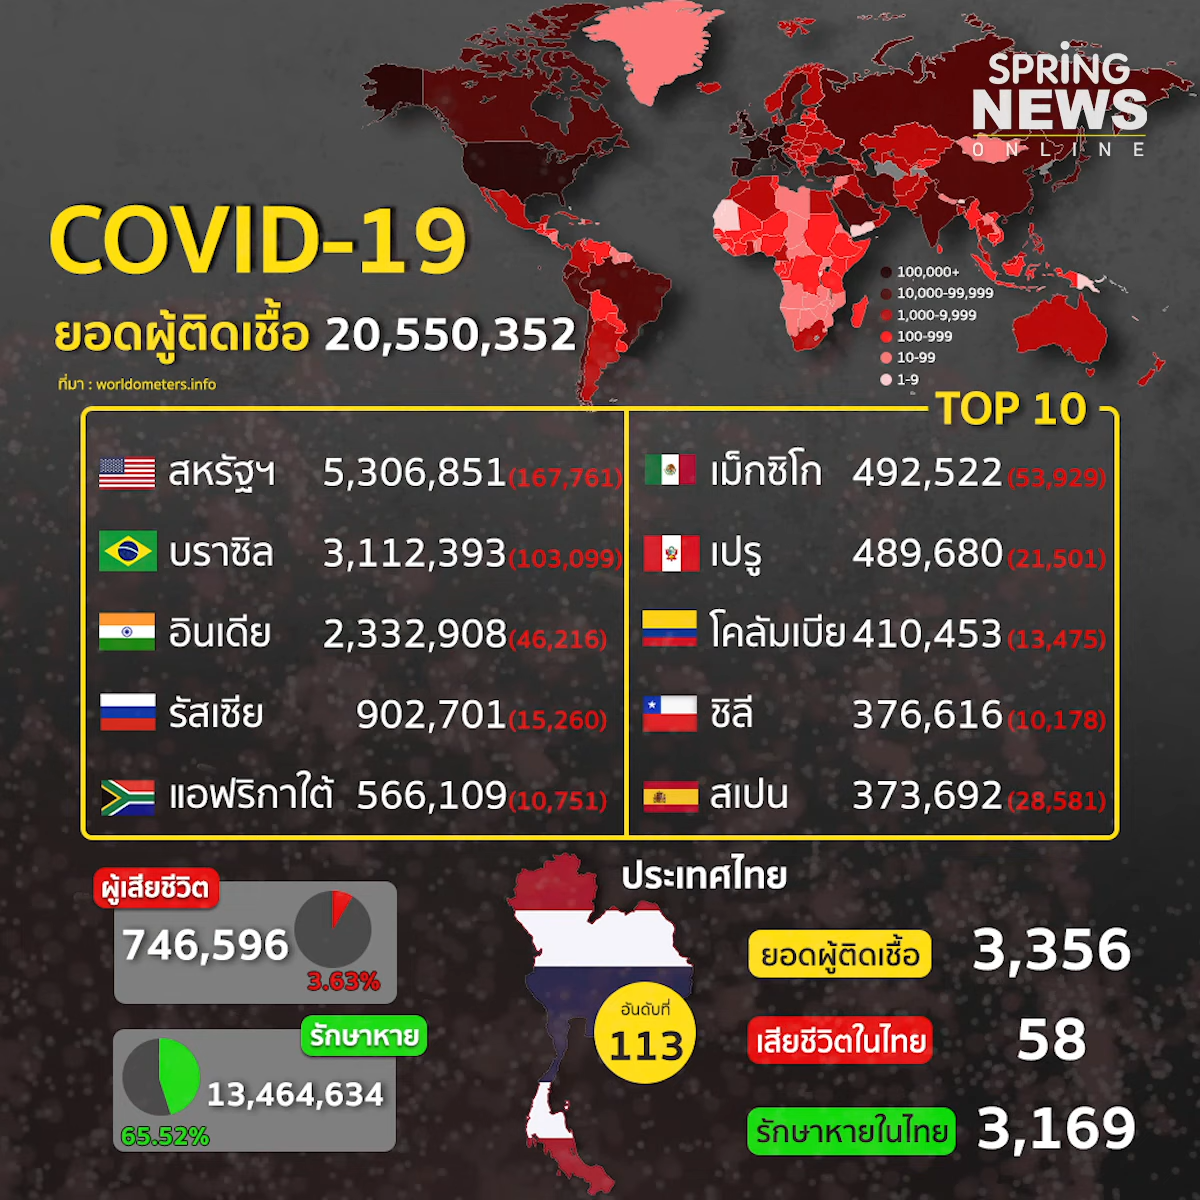 SPRiNG
NEWS
ONLINE
COVID-19
ยอดผู้ติดเชื้อ 20,550,352
ที่มา : worldometers.info
100,000+
10,000-99,999
1,000-9,999
100-999
10-99
1-9
TOP 10
สหรัฐฯ 5,306,851(167,761)
บราซิล 3,112,393(103,099)
อินเดีย 2,332,908(46,216)
รัสเซีย 902,701(15,260)
แอฟริกาใต้ 566,109(10,751)
เม็กซิโก 492,522(53,929)
เปรู 489,680(21,501)
โคลัมเบีย 410,453(13,475)
ชิลี 376,616(10,178)
สเปน 373,692(28,581)
ผู้เสียชีวิต
746,596
3.63%
รักษาหาย
13,464,634
65.52%
ประเทศไทย
อันดับที่
113
ยอดผู้ติดเชื้อ 3,356
เสียชีวิตในไทย 58
รักษาหายในไทย 3,169